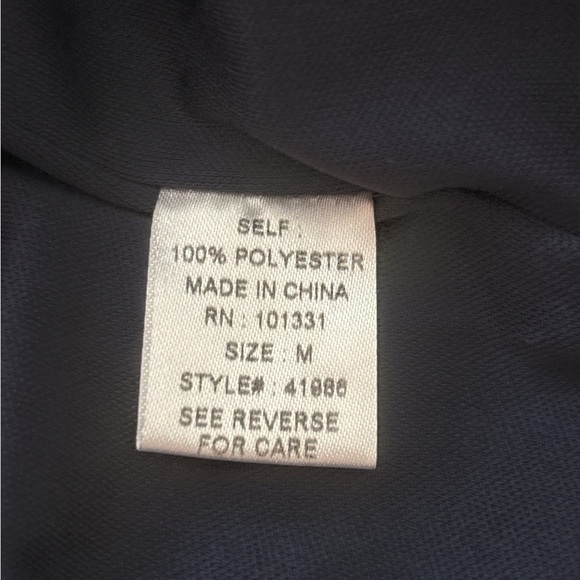 SELF :
100% POLYESTER
MADE IN CHINA
RN : 101331
SIZE : M
STYLE# : 41986
SEE REVERSE
FOR CARE